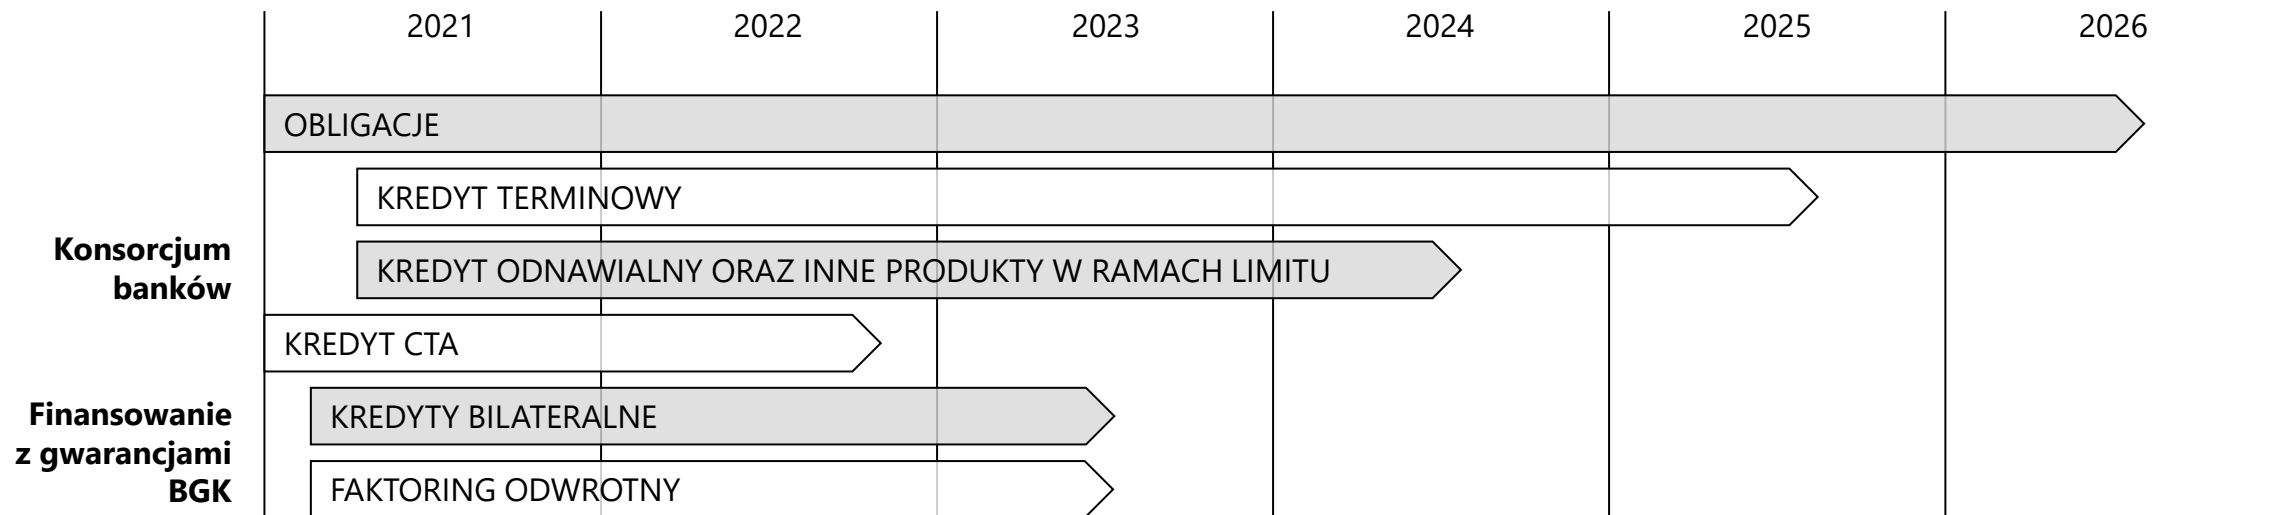 2021 2022 2023 2024 2025 2026
OBLIGACJE
KREDYT TERMINOWY
Konsorcjum
banków
KREDYT ODNAWIALNY ORAZ INNE PRODUKTY W RAMACH LIMITU
KREDYT CTA
Finansowanie
z gwarancjami
BGK
KREDYTY BILATERALNE
FAKTORING ODWROTNY